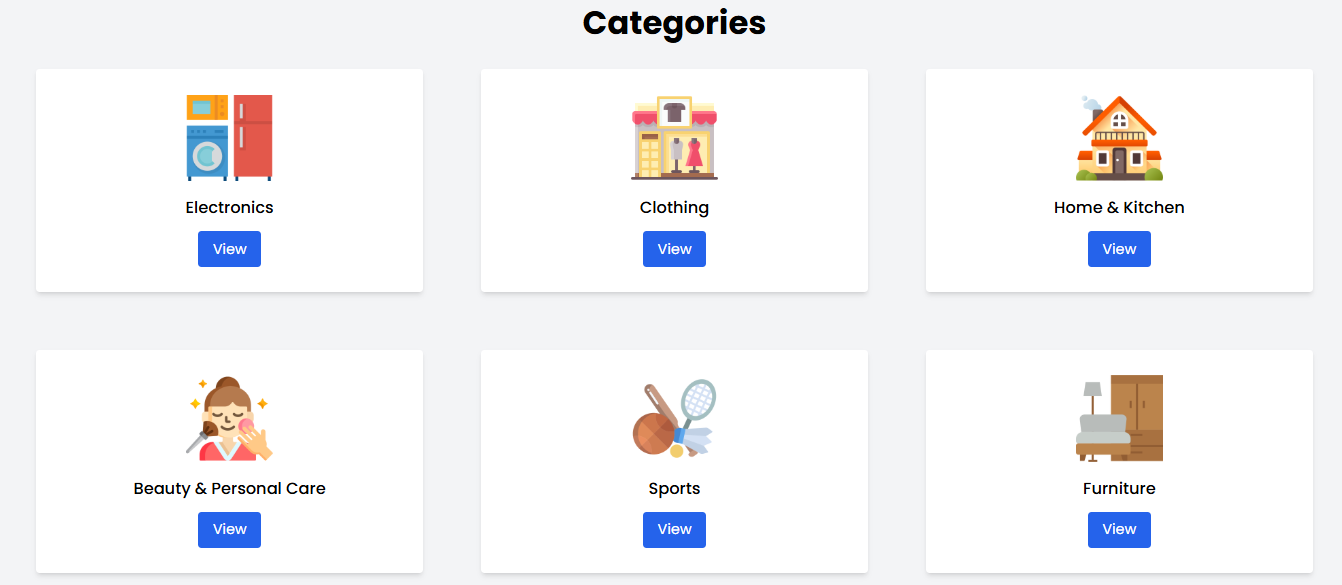 Categories
Electronics
View
Clothing
View
Home & Kitchen
View
Beauty & Personal Care
View
Sports
View
Furniture
View